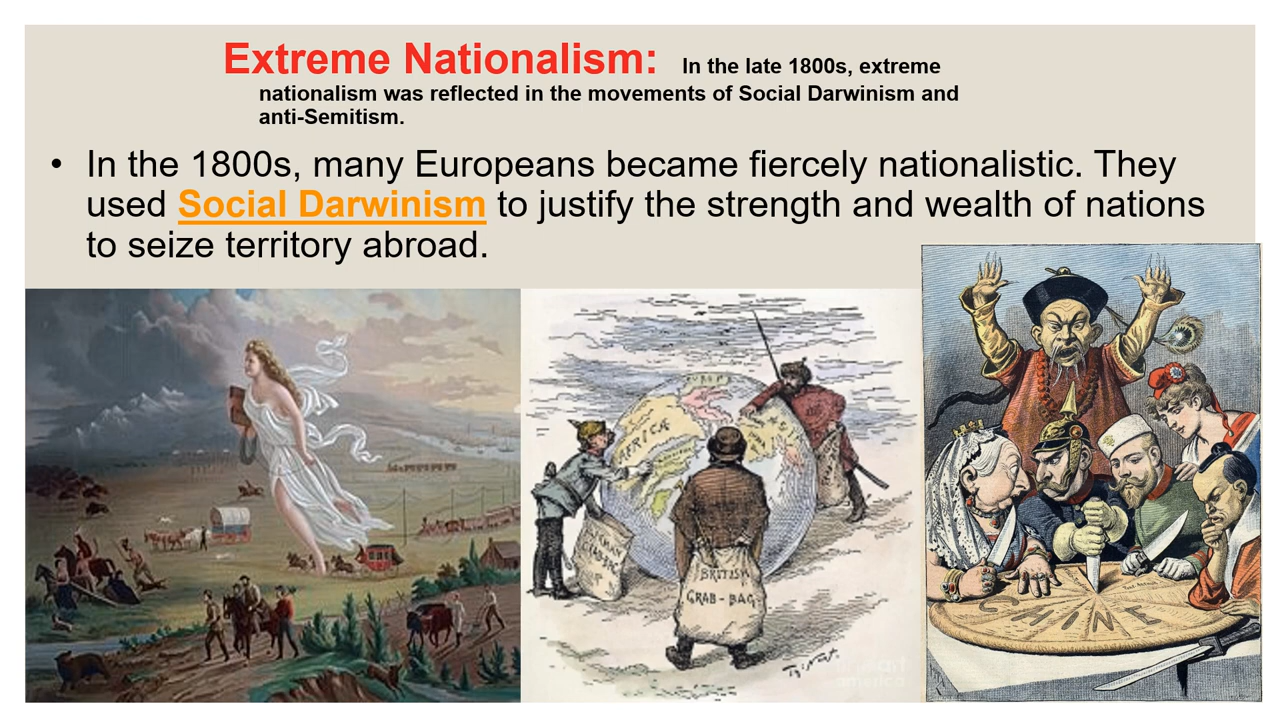 Extreme Nationalism: In the late 1800s, extreme
nationalism was reflected in the movements of Social Darwinism and
anti-Semitism.
• In the 1800s, many Europeans became fiercely nationalistic. They
used Social Darwinism to justify the strength and wealth of nations
to seize territory abroad.
AFRICA
BRITISH
GRAB-BAG
CHINE